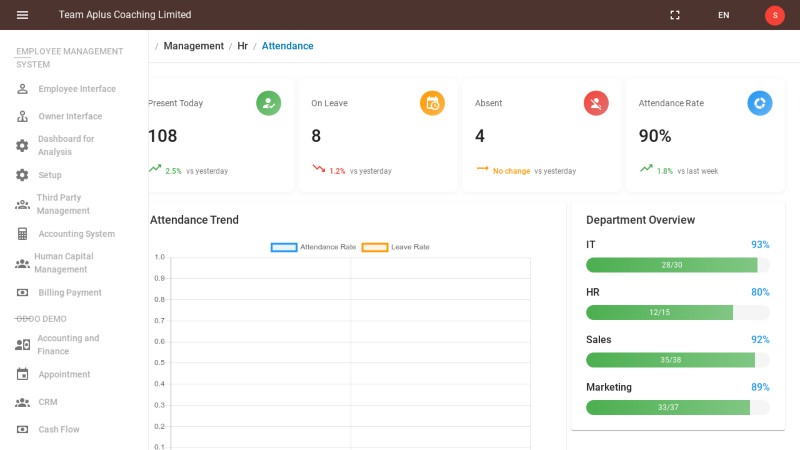 Team Aplus Coaching Limited
EN
S
/ Management / Hr / Attendance
EMPLOYEE MANAGEMENT
SYSTEM
Employee Interface
Owner Interface
Dashboard for
Analysis
Setup
Third Party
Management
Accounting System
Human Capital
Management
Billing Payment
ODOO DEMO
Accounting and
Finance
Appointment
CRM
Cash Flow
Present Today
108
2.5% vs yesterday
On Leave
8
1.2% vs yesterday
Absent
4
No change vs yesterday
Attendance Rate
90%
1.8% vs last week
Attendance Trend
Attendance Rate
Leave Rate
1.0
0.9
0.8
0.7
0.6
0.5
0.4
0.3
0.2
0.1
Department Overview
IT 93%
28/30
HR 80%
12/15
Sales 92%
35/38
Marketing 89%
33/37